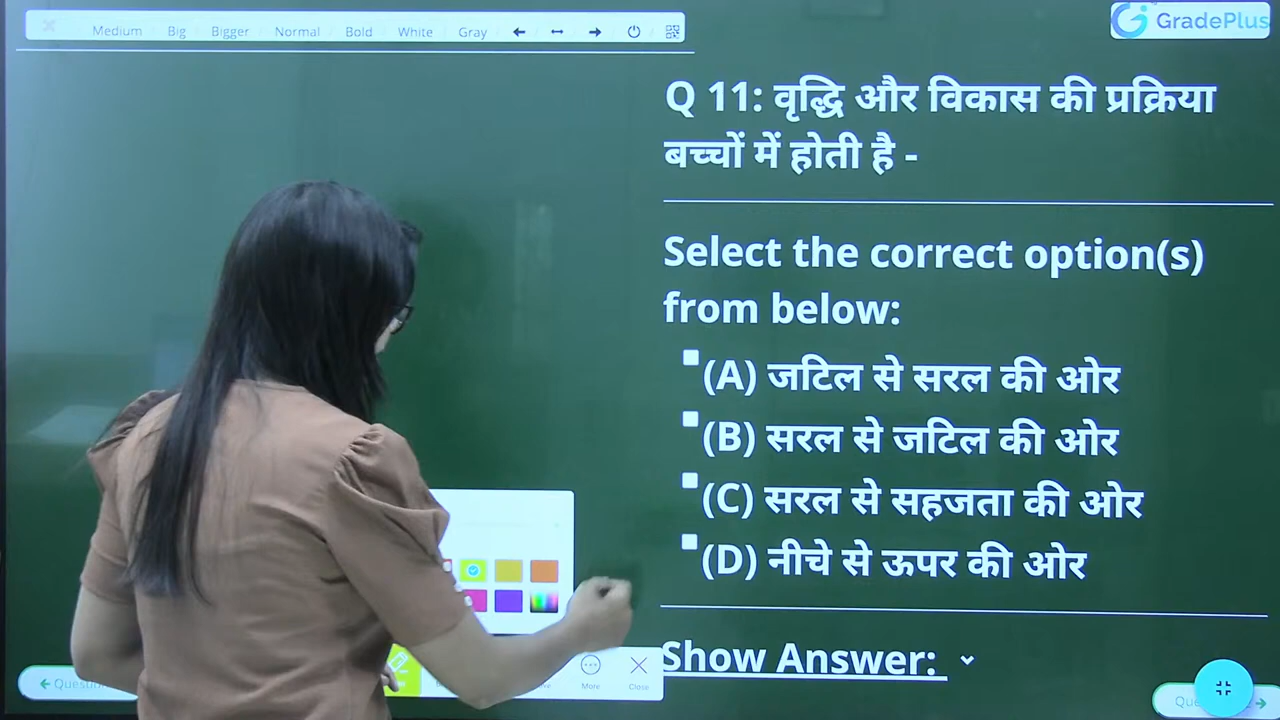 Medium Big Bigger Normal Bold White Gray
GradePlus
Q 11: वृद्धि और विकास की प्रक्रिया
बच्चों में होती है -
Select the correct option(s)
from below:
(A) जटिल से सरल की ओर
(B) सरल से जटिल की ओर
(C) सरल से सहजता की ओर
(D) नीचे से ऊपर की ओर
Show Answer:
More Close